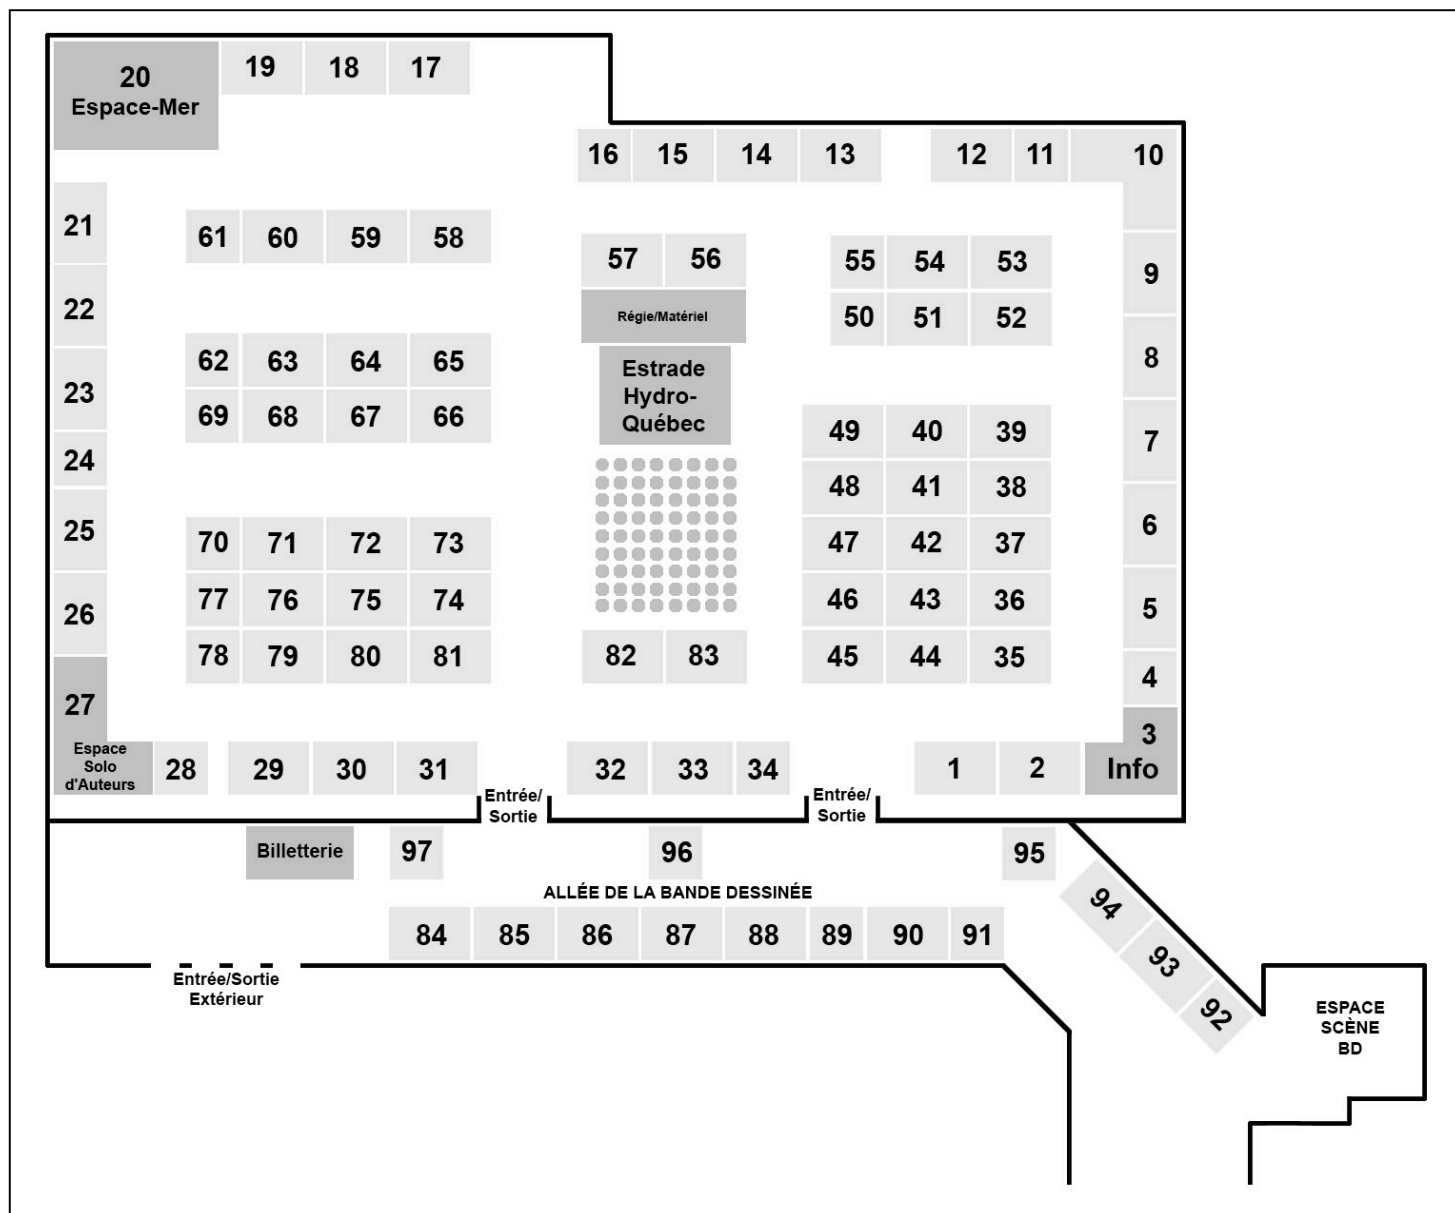 20
Espace-Mer
19 18 17
16 15 14 13 12 11 10
21 61 60 59 58
57 56 55 54 53 9
22 Régie/Matériel 50 51 52
62 63 64 65 8
Estrade
Hydro-
Québec
23 69 68 67 66
49 40 39 7
24 48 41 38
25 70 71 72 73 47 42 37 6
26 77 76 75 74 46 43 36 5
78 79 80 81 82 83 45 44 35 4
27
Espace
Solo
d'Auteurs
28 29 30 31 32 33 34 1 2
3
Info
Entrée/
Sortie
Entrée/
Sortie
Billetterie 97 96 95
ALLÉE DE LA BANDE DESSINÉE
84 85 86 87 88 89 90 91
94
93
92
Entrée/Sortie
Extérieur
ESPACE
SCÈNE
BD